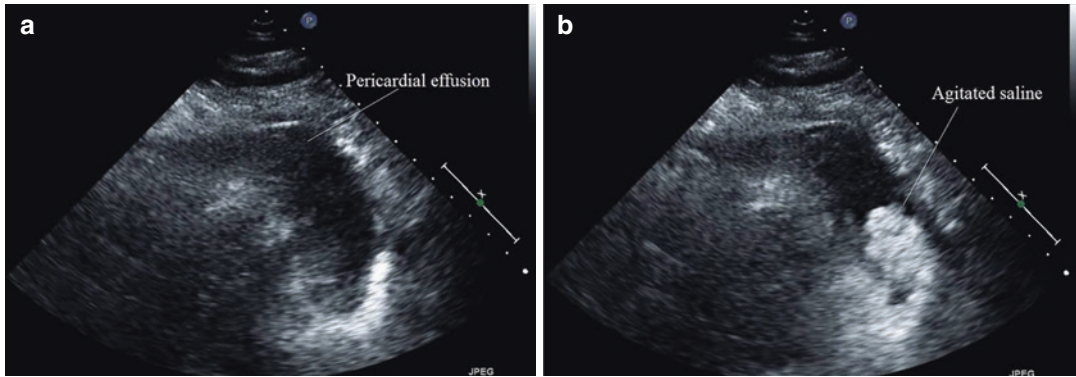 a
P
Pericardial effusion
x
JPEG
b
P
Agitated saline
x
JPEG